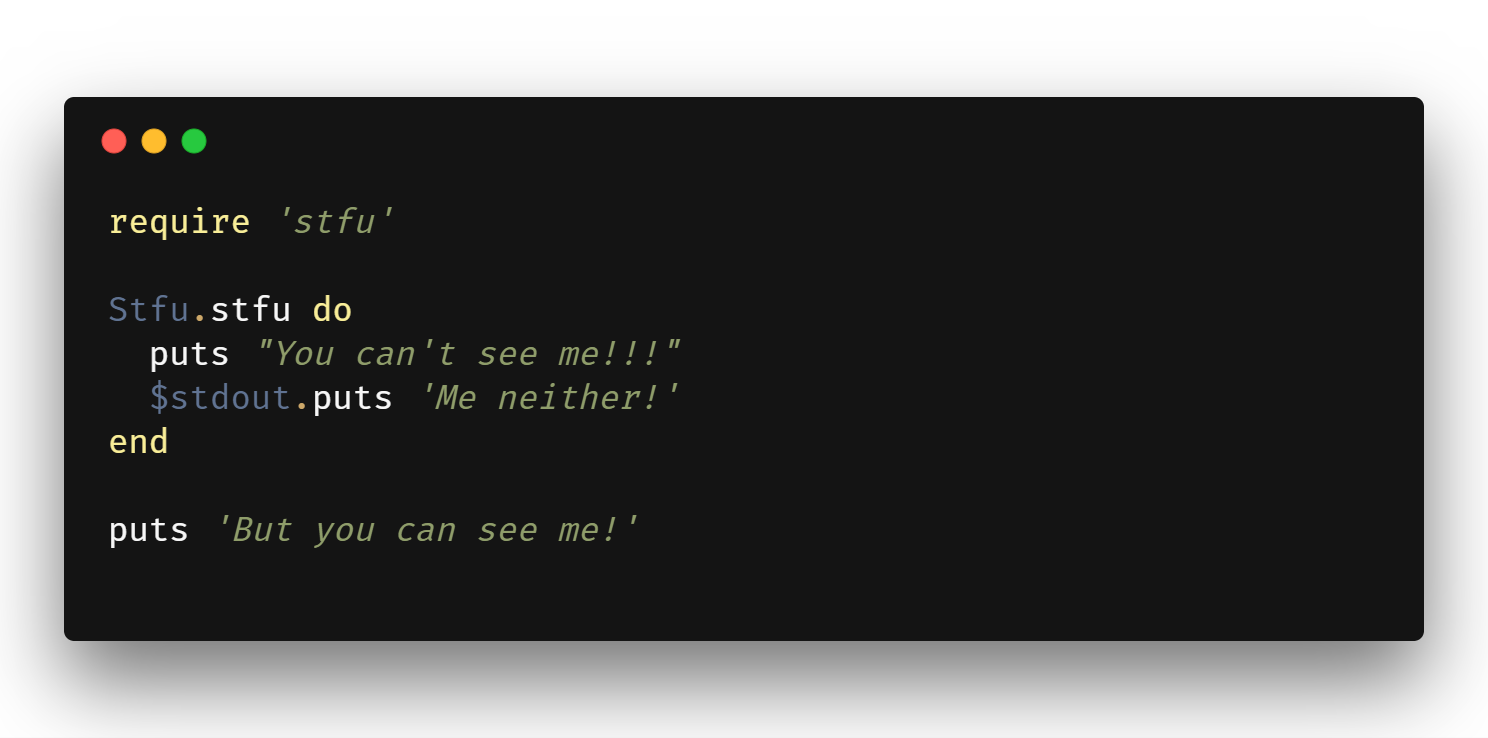 require 'stfu'
Stfu.stfu do
  puts "You can't see me!!!"
  $stdout.puts 'Me neither!'
end
puts 'But you can see me!'